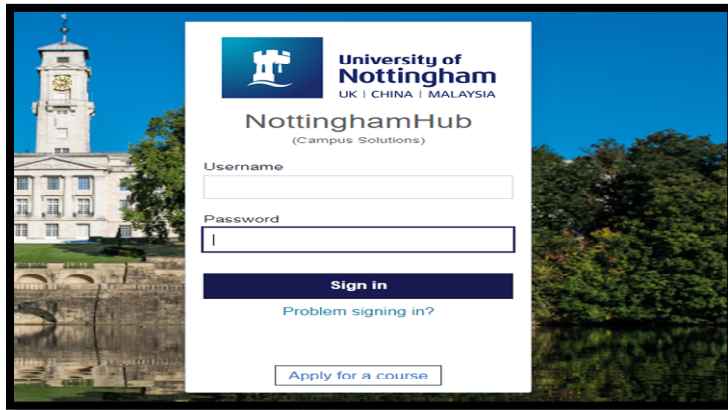 University of
Nottingham
UK | CHINA | MALAYSIA
NottinghamHub
(Campus Solutions)
Username
Password
Sign in
Problem signing in?
Apply for a course